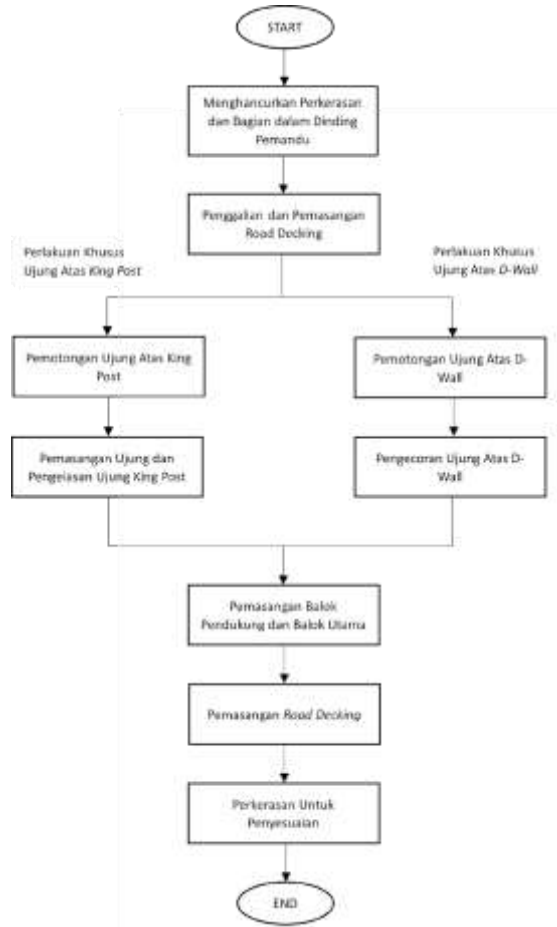 START
Menghancurkan Perkerasan
dan Bagian dalam Dinding
Pemandu
Penggalian dan Pemasangan
Road Decking
Perlakuan Khusus
Ujung Atas King Post
Perlakuan Khusus
Ujung Atas D-Wall
Pemotongan Ujung Atas King
Post
Pemotongan Ujung Atas D-
Wall
Pemasangan Ujung dan
Pengelasan Ujung King Post
Pengecoran Ujung Atas D-
Wall
Pemasangan Balok
Pendukung dan Balok Utama
Pemasangan Road Decking
Perkerasan Untuk
Penyesuaian
END